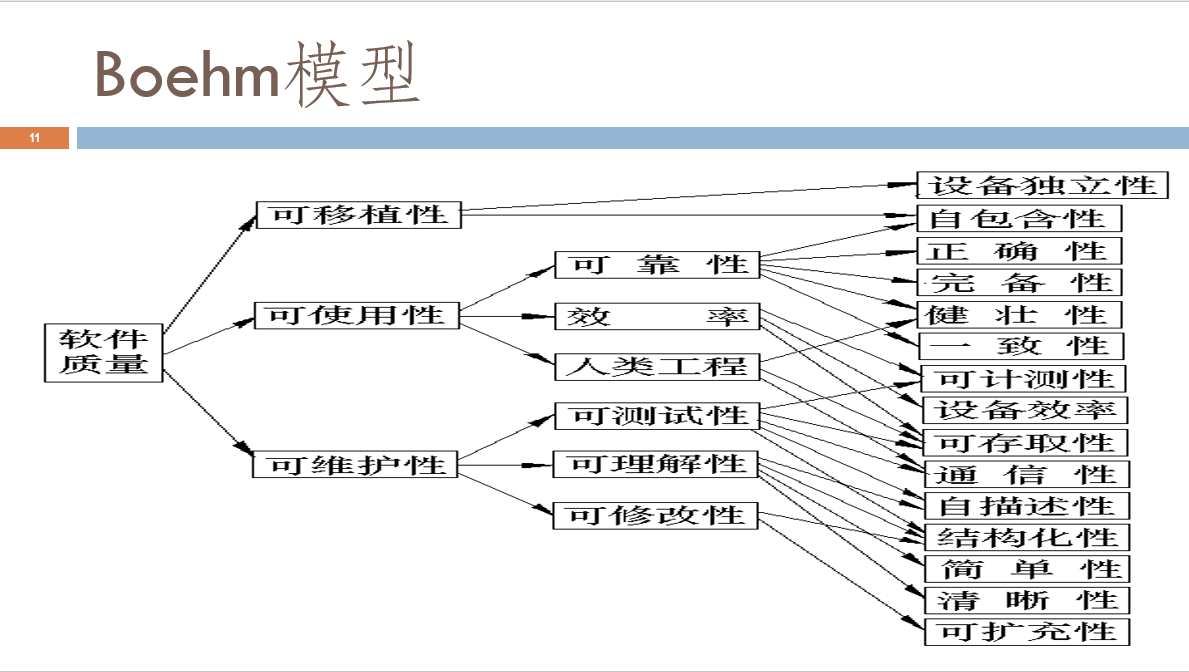 Boehm模型
11
软件
质量
可移植性
可使用性
可维护性
可靠性
效率
人类工程
可测试性
可理解性
可修改性
设备独立性
自包含性
正确性
完备性
健壮性
一致性
可计测性
设备效率
可存取性
通信性
自描述性
结构化性
简单性
清晰性
可扩充性